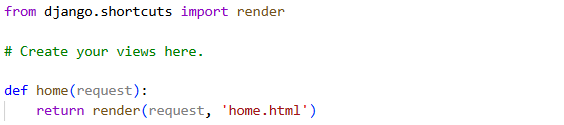 from django.shortcuts import render
# Create your views here.
def home(request):
    return render(request, 'home.html')